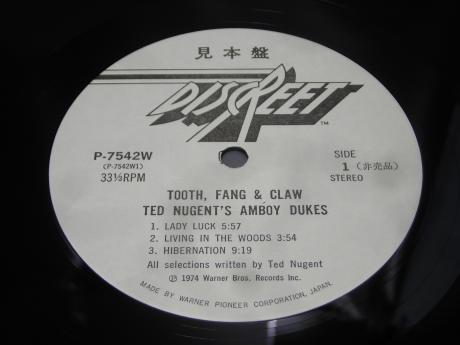 見本盤
DISCREET
TM
P-7542W
(P-7542W1)
33⅓RPM
SIDE
1 (非売品)
STEREO
TOOTH, FANG & CLAW
TED NUGENT'S AMBOY DUKES
1. LADY LUCK 5:57
2. LIVING IN THE WOODS 3:54
3. HIBERNATION 9:19
All selections written by Ted Nugent
Ⓟ 1974 Warner Bros. Records Inc.
MADE BY WARNER PIONEER CORPORATION, JAPAN.